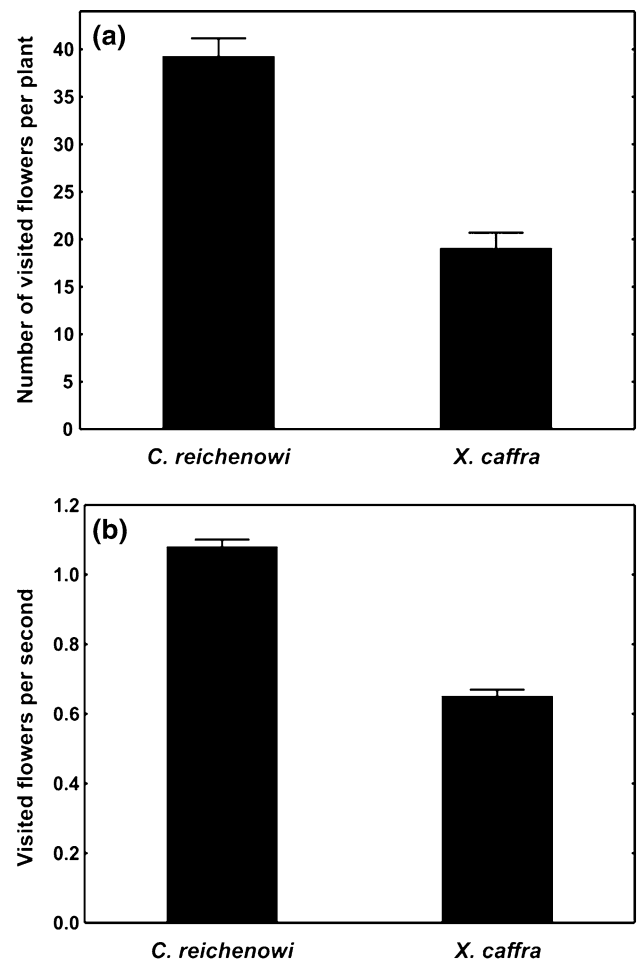 (a)
Number of visited flowers per plant
40
35
30
25
20
15
10
5
0
C. reichenowi X. caffra
(b)
Visited flowers per second
1.2
1.0
0.8
0.6
0.4
0.2
0.0
C. reichenowi X. caffra